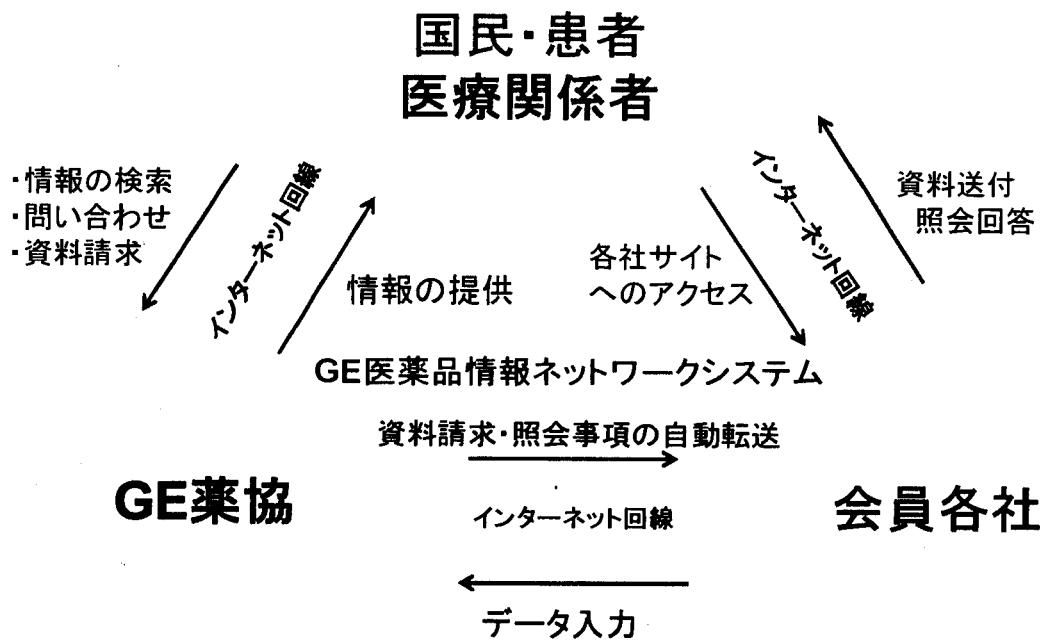 国民・患者
医療関係者
・情報の検索
・問い合わせ
・資料請求
インターネット回線
情報の提供
各社サイト
へのアクセス
インターネット回線
資料送付
照会回答
GE医薬品情報ネットワークシステム
資料請求・照会事項の自動転送
GE薬協
インターネット回線
会員各社
データ入力